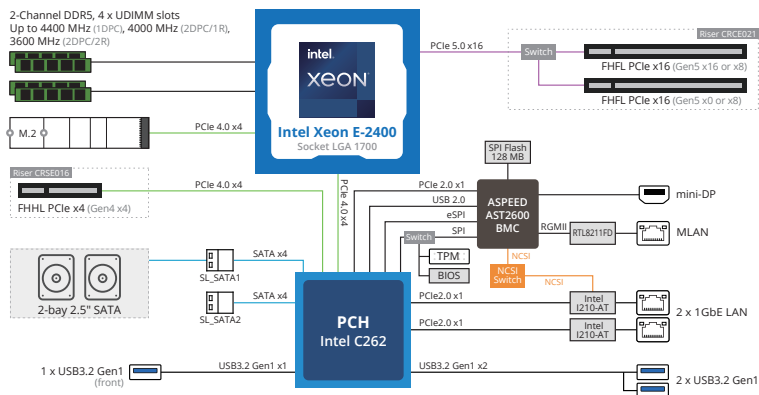 2-Channel DDR5, 4 x UDIMM slots
Up to 4400 MHz (1DPC), 4000 MHz (2DPC/1R),
3600 MHz (2DPC/2R)
intel.
xeon
Intel Xeon E-2400
Socket LGA 1700
PCIe 5.0 x16
Switch
Riser CRCE021
FHFL PCIe x16 (Gen5 x16 or x8)
FHFL PCIe x16 (Gen5 x0 or x8)
M.2
PCIe 4.0 x4
Riser CRSE016
FHHL PCIe x4 (Gen4 x4)
PCIe 4.0 x4
PCIe 4.0 x4
SPI Flash
128 MB
PCIe 2.0 x1
USB 2.0
eSPI
SPI
Switch
TPM
BIOS
ASPEED
AST2600
BMC
mini-DP
RGMII
RTL8211FD
MLAN
NCSI
NCSI
Switch
NCSI
2-bay 2.5" SATA
SL_SATA1
SATA x4
SL_SATA2
SATA x4
PCH
Intel C262
PCIe2.0 x1
Intel
I210-AT
PCIe2.0 x1
Intel
I210-AT
2 x 1GbE LAN
1 x USB3.2 Gen1
(front)
USB3.2 Gen1 x1
USB3.2 Gen1 x2
2 x USB3.2 Gen1